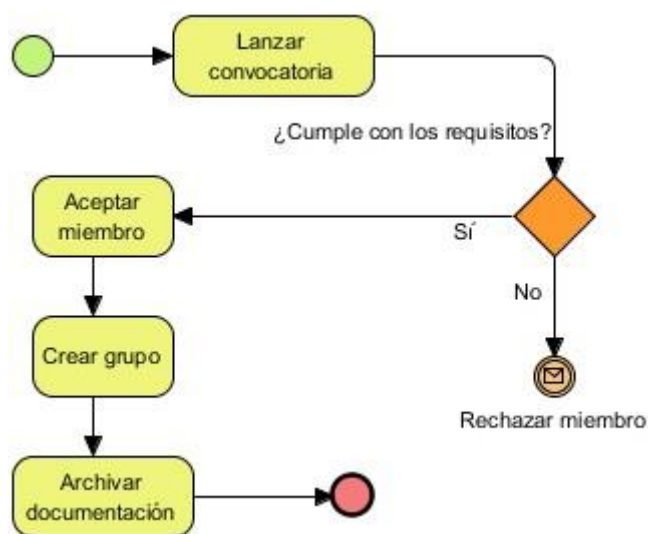 Lanzar
convocatoria
¿Cumple con los requisitos?
Aceptar
miembro
Sí
No
Crear grupo
Rechazar miembro
Archivar
documentación